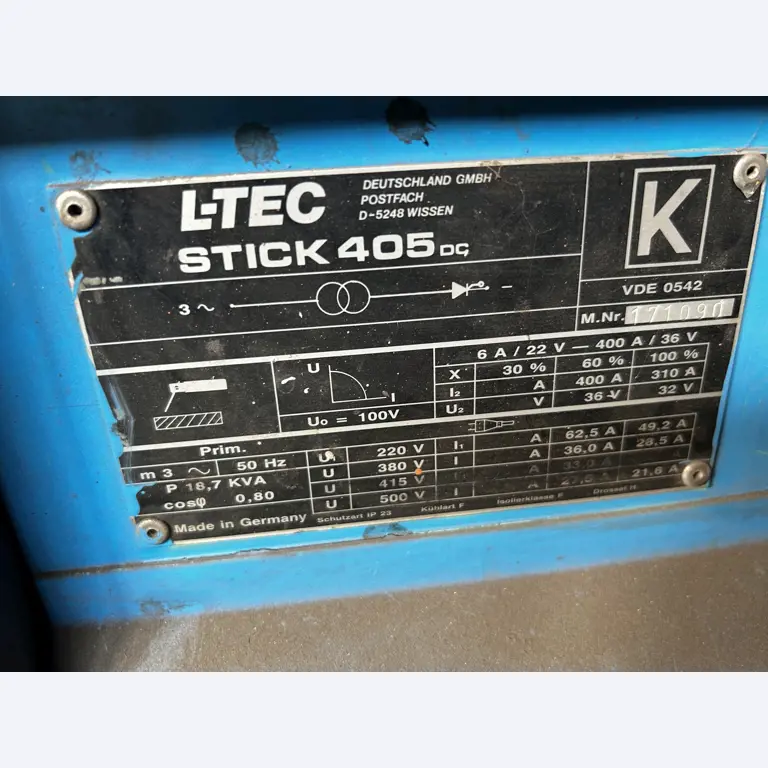 L-TEC
DEUTSCHLAND GMBH
POSTFACH
D-5248 WISSEN
STICK 405 DC
K
VDE 0542
M.Nr. 171090
3 ~ –
U
I
U₀ = 100V
6 A / 22 V — 400 A / 36 V
X 30 % 60 % 100 %
I₂ A 400 A 310 A
U₂ V 36 V 32 V
Prim.
m 3 ~ 50 Hz
P 18,7 KVA
cosφ 0,80
U₁ 220 V I₁ A 62,5 A 49,2 A
U 380 V I A 36,0 A 28,5 A
U 415 V I A 33,0 A
U 500 V I A 21,6 A
Made in Germany Schutzart IP 23 Kühlart F Isolierklasse F